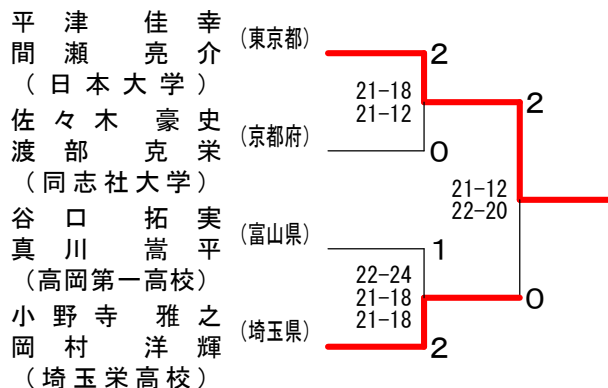 平津 佳幸
間瀬 亮介
(日本大学)
(東京都)
2
21-18
21-12
2
佐々木 豪史
渡部 克栄
(同志社大学)
(京都府)
0
21-12
22-20
谷口 拓実
真川 嵩平
(高岡第一高校)
(富山県)
1
22-24
21-18
21-18
0
小野寺 雅之
岡村 洋輝
(埼玉栄高校)
(埼玉県)
2